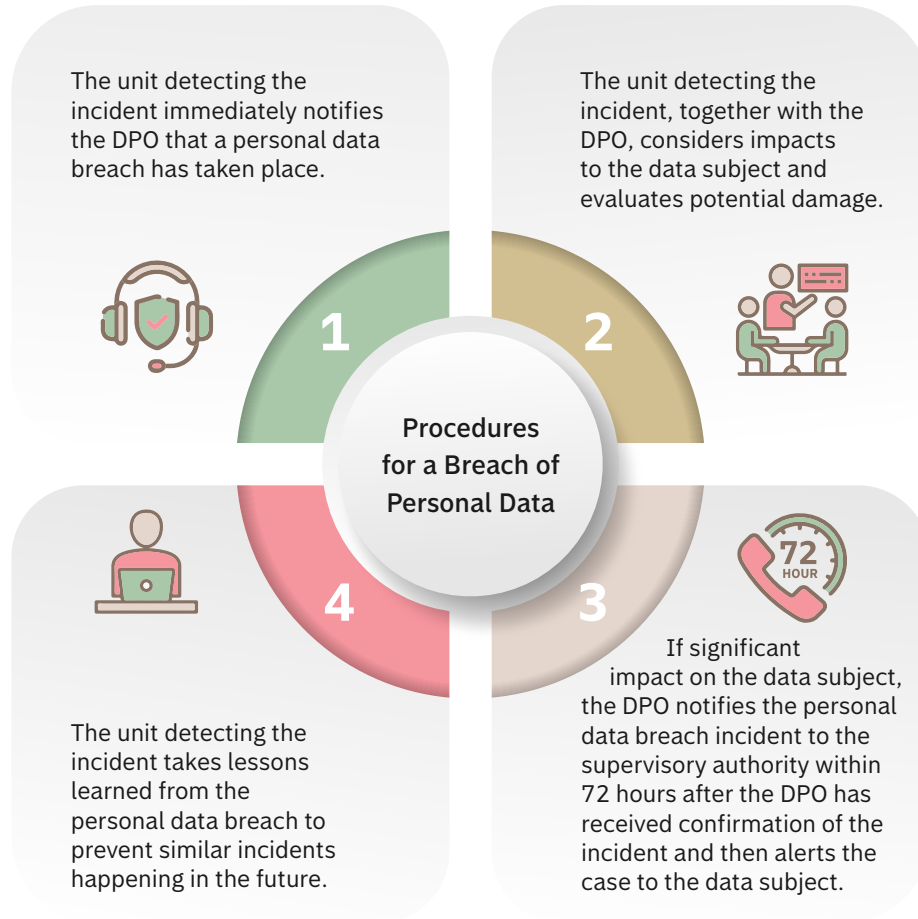 The unit detecting the
incident immediately notifies
the DPO that a personal data
breach has taken place.
1
The unit detecting the
incident, together with the
DPO, considers impacts
to the data subject and
evaluates potential damage.
2
Procedures
for a Breach of
Personal Data
3
72
HOUR
If significant
impact on the data subject,
the DPO notifies the personal
data breach incident to the
supervisory authority within
72 hours after the DPO has
received confirmation of the
incident and then alerts the
case to the data subject.
4
The unit detecting the
incident takes lessons
learned from the
personal data breach to
prevent similar incidents
happening in the future.